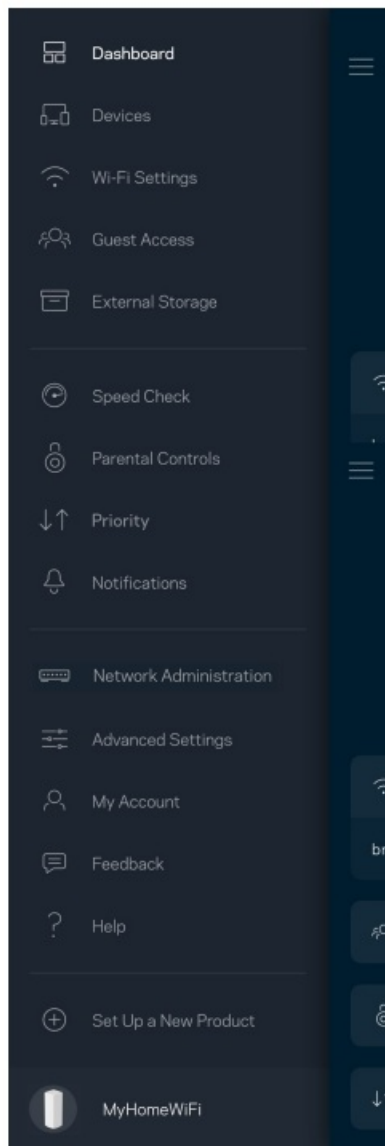 Dashboard
Devices
Wi-Fi Settings
Guest Access
External Storage
Speed Check
Parental Controls
Priority
Notifications
Network Administration
Advanced Settings
My Account
br
Feedback
Help
Set Up a New Product
MyHomeWiFi